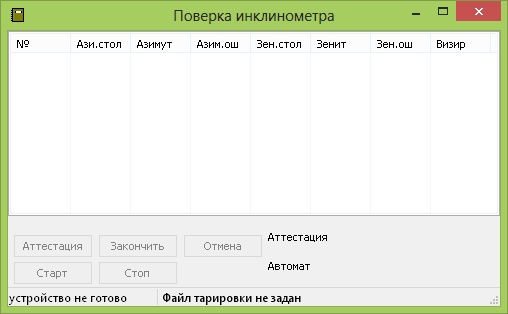 Поверка инклинометра
№ Ази.стол Азимут Азим.ош Зен.стол Зенит Зен.ош Визир
Аттестация Закончить Отмена Аттестация
Старт Стоп Автомат
устройство не готово Файл тарировки не задан